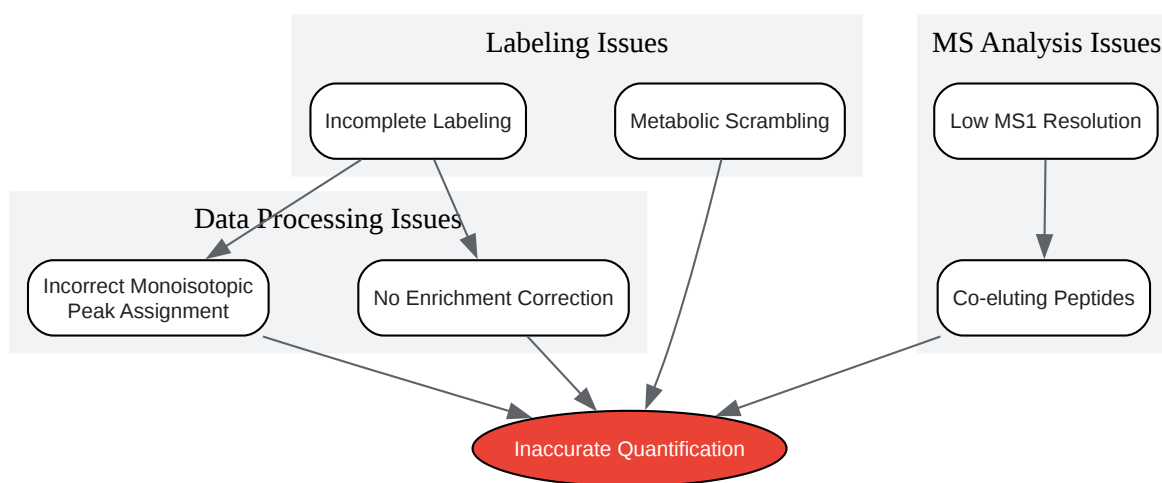 Labeling Issues
MS Analysis Issues
Incomplete Labeling
Metabolic Scrambling
Low MS1 Resolution
Data Processing Issues
Incorrect Monoisotopic
Peak Assignment
No Enrichment Correction
Co-eluting Peptides
Inaccurate Quantification